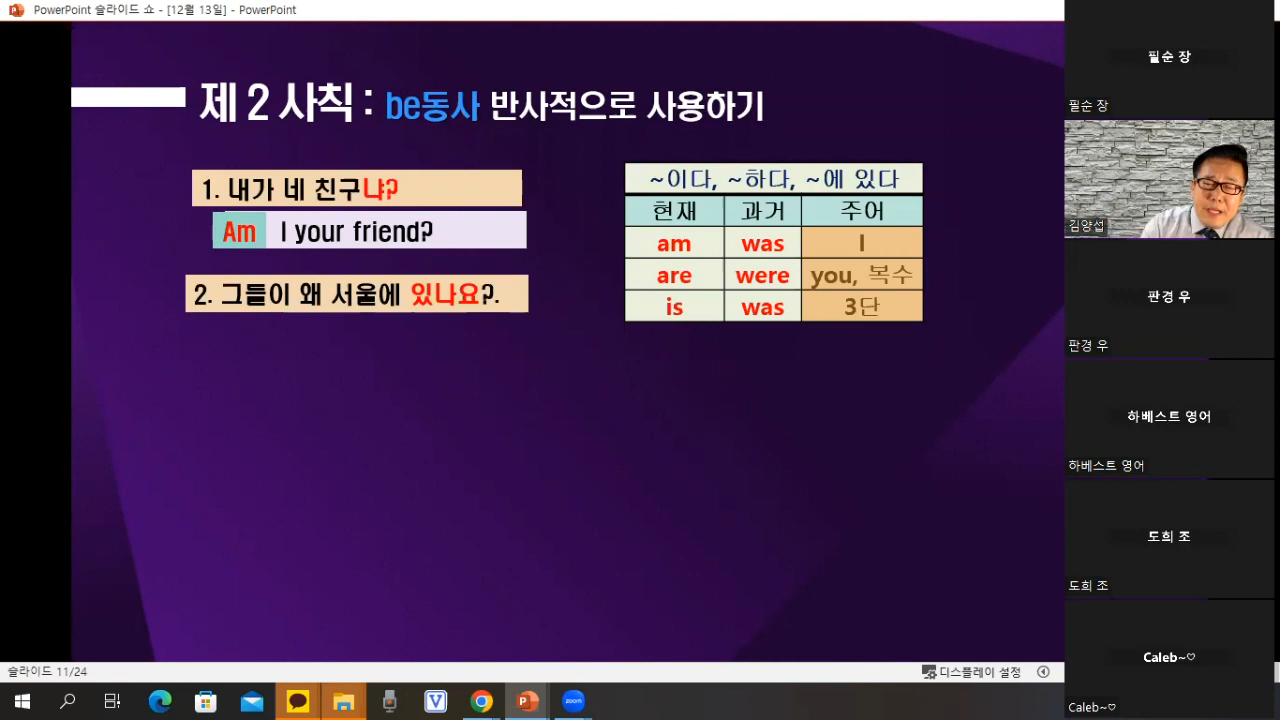 PowerPoint 슬라이드 쇼 - [12월 13일] - PowerPoint
제 2 사칙 : be동사 반사적으로 사용하기
1. 내가 네 친구냐?
Am I your friend?
2. 그들이 왜 서울에 있나요?.
~이다, ~하다, ~에 있다
현재 과거 주어
am was I
are were you, 복수
is was 3단
필순 장
필순 장
김양섭
판경 우
판경 우
하베스트 영어
하베스트 영어
도희 조
도희 조
Caleb~♡
Caleb~♡
슬라이드 11/24
디스플레이 설정
zoom